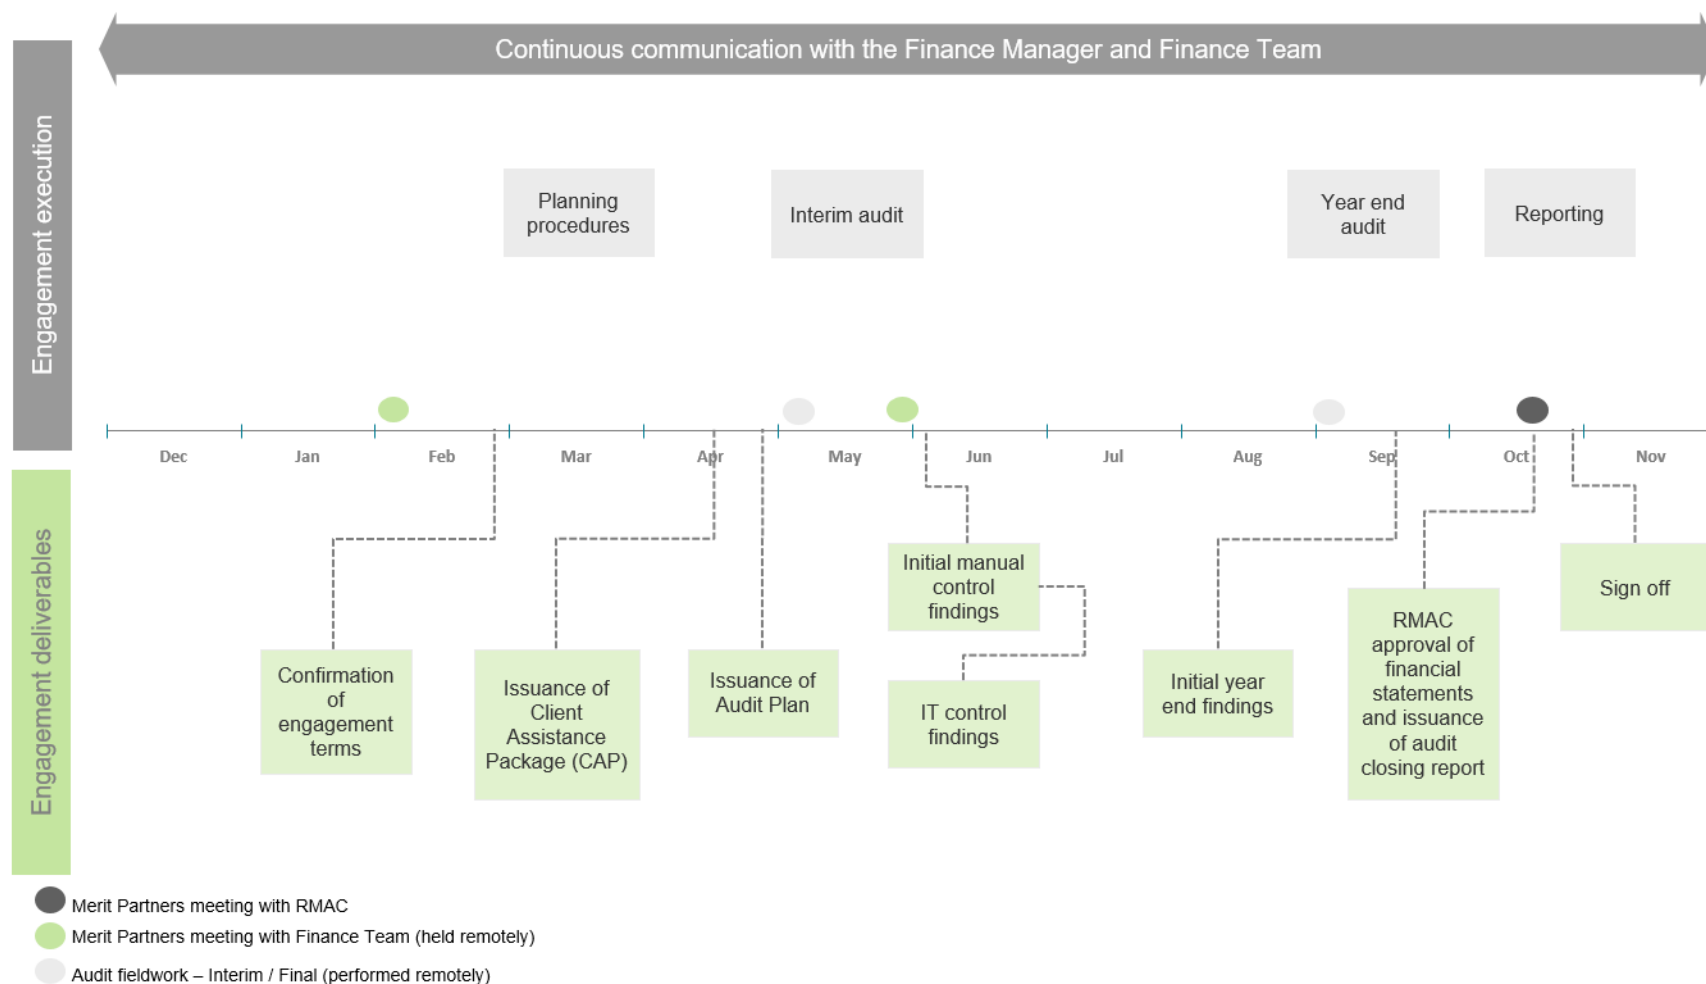 Continuous communication with the Finance Manager and Finance Team
Engagement execution
Planning
procedures
Interim audit
Year end
audit
Reporting
Dec
Jan
Feb
Mar
Apr
May
Jun
Jul
Aug
Sep
Oct
Nov
Engagement deliverables
Confirmation
of
engagement
terms
Issuance of
Client
Assistance
Package (CAP)
Issuance of
Audit Plan
Initial manual
control
findings
IT control
findings
Initial year
end findings
RMAC
approval of
financial
statements
and issuance
of audit
closing report
Sign off
Merit Partners meeting with RMAC
Merit Partners meeting with Finance Team (held remotely)
Audit fieldwork – Interim / Final (performed remotely)